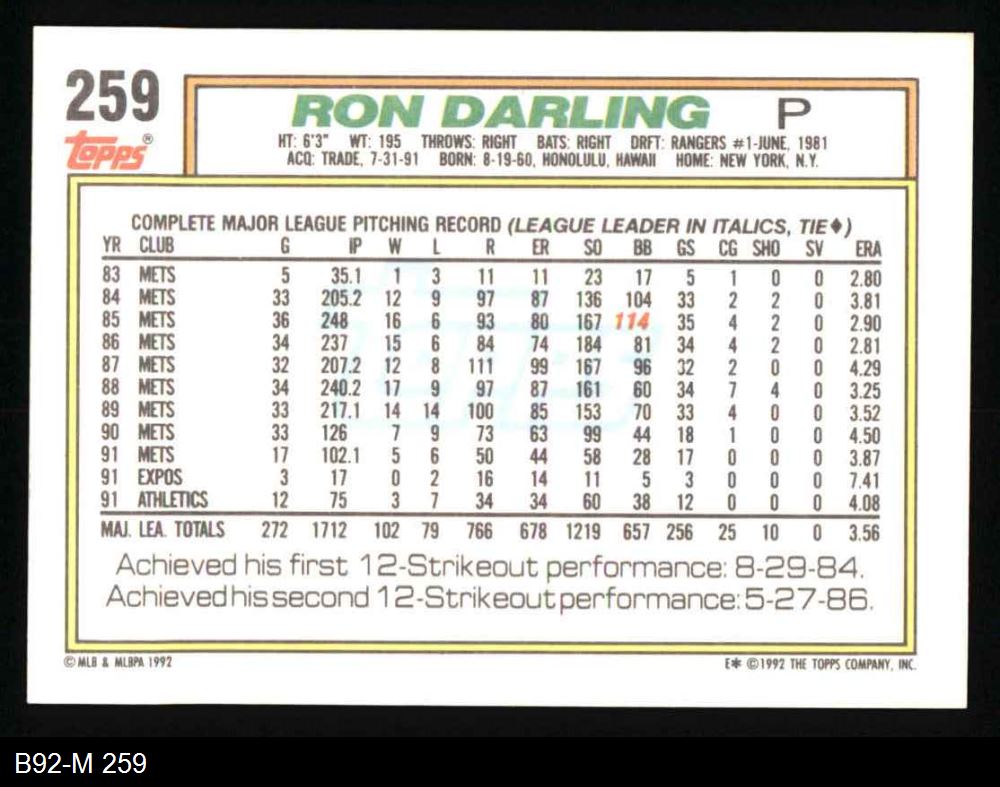 259
topps®
RON DARLING P
HT: 6'3" WT: 195 THROWS: RIGHT BATS: RIGHT DRFT: RANGERS #1-JUNE, 1981
ACQ: TRADE, 7-31-91 BORN: 8-19-60, HONOLULU, HAWAII HOME: NEW YORK, N.Y.
COMPLETE MAJOR LEAGUE PITCHING RECORD (LEAGUE LEADER IN ITALICS, TIE♦)
YR CLUB G IP W L R ER SO BB GS CG SHO SV ERA
83 METS 5 35.1 1 3 11 11 23 17 5 1 0 0 2.80
84 METS 33 205.2 12 9 97 87 136 104 33 2 2 0 3.81
85 METS 36 248 16 6 93 80 167 114 35 4 2 0 2.90
86 METS 34 237 15 6 84 74 184 81 34 4 2 0 2.81
87 METS 32 207.2 12 8 111 99 167 96 32 2 0 0 4.29
88 METS 34 240.2 17 9 97 87 161 60 34 7 4 0 3.25
89 METS 33 217.1 14 14 100 85 153 70 33 4 0 0 3.52
90 METS 33 126 7 9 73 63 99 44 18 1 0 0 4.50
91 METS 17 102.1 5 6 50 44 58 28 17 0 0 0 3.87
91 EXPOS 3 17 0 2 16 14 11 5 3 0 0 0 7.41
91 ATHLETICS 12 75 3 7 34 34 60 38 12 0 0 0 4.08
MAJ. LEA. TOTALS 272 1712 102 79 766 678 1219 657 256 25 10 0 3.56
Achieved his first 12-Strikeout performance: 8-29-84.
Achieved his second 12-Strikeout performance: 5-27-86.
© MLB & MLBPA 1992 E* © 1992 THE TOPPS COMPANY, INC.
B92-M 259